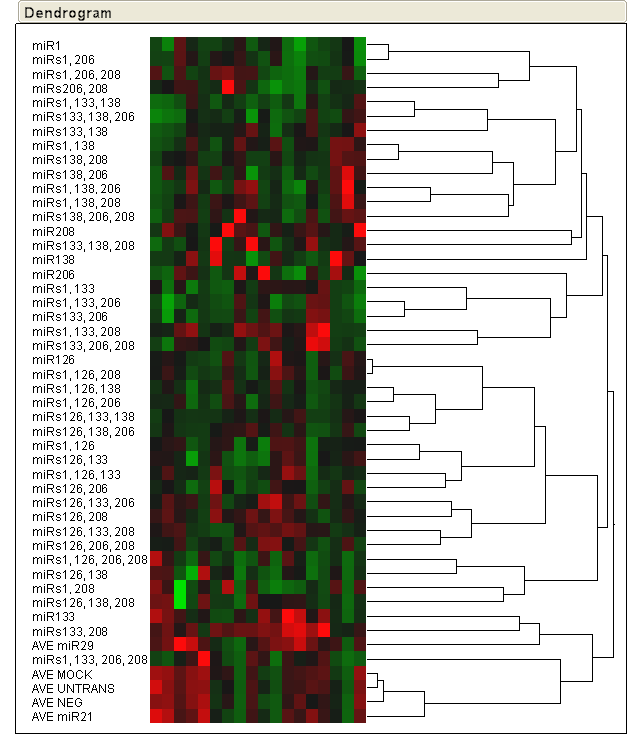 Dendrogram
miR1
miRs1, 206
miRs1, 206, 208
miRs206, 208
miRs1, 133, 138
miRs133, 138, 206
miRs133, 138
miRs1, 138
miRs138, 208
miRs138, 206
miRs1, 138, 206
miRs1, 138, 208
miRs138, 206, 208
miR208
miRs133, 138, 208
miR138
miR206
miRs1, 133
miRs1, 133, 206
miRs133, 206
miRs1, 133, 208
miRs133, 206, 208
miR126
miRs1, 126, 208
miRs1, 126, 138
miRs1, 126, 206
miRs126, 133, 138
miRs126, 138, 206
miRs1, 126
miRs126, 133
miRs1, 126, 133
miRs126, 206
miRs126, 133, 206
miRs126, 208
miRs126, 133, 208
miRs126, 206, 208
miRs1, 126, 206, 208
miRs126, 138
miRs1, 208
miRs126, 138, 208
miR133
miRs133, 208
AVE miR29
miRs1, 133, 206, 208
AVE MOCK
AVE UNTRANS
AVE NEG
AVE miR21